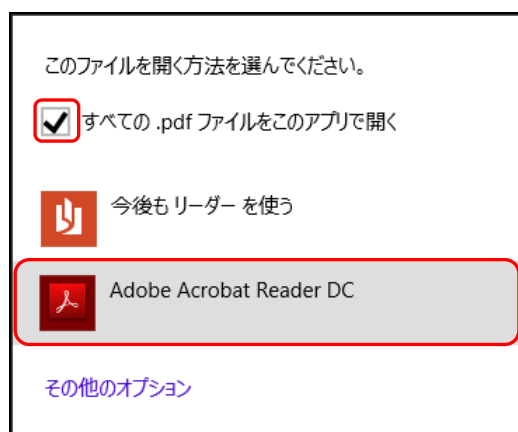 このファイルを開く方法を選んでください。
すべての .pdf ファイルをこのアプリで開く
今後も リーダー を使う
Adobe Acrobat Reader DC
その他のオプション